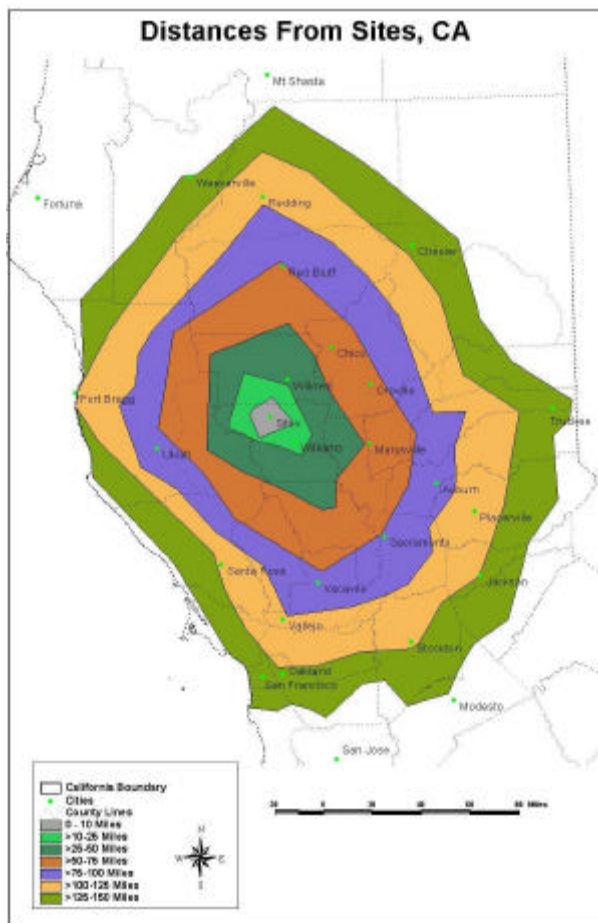 Distances From Sites, CA
Mt Shasta
Weaverville
Redding
Fortuna
Chester
Red Bluff
Chico
Willows
Oroville
Fort Bragg
Truckee
Sites
Ukiah
Williams
Marysville
Auburn
Placerville
Sacramento
Santa Rosa
Jackson
Vacaville
Vallejo
Stockton
Oakland
San Francisco
Modesto
San Jose
California Boundary
Cities
County Lines
0 - 10 Miles
>10-25 Miles
>25-50 Miles
>50-75 Miles
>75-100 Miles
>100-125 Miles
>125-150 Miles
N
W E
S
0
Miles